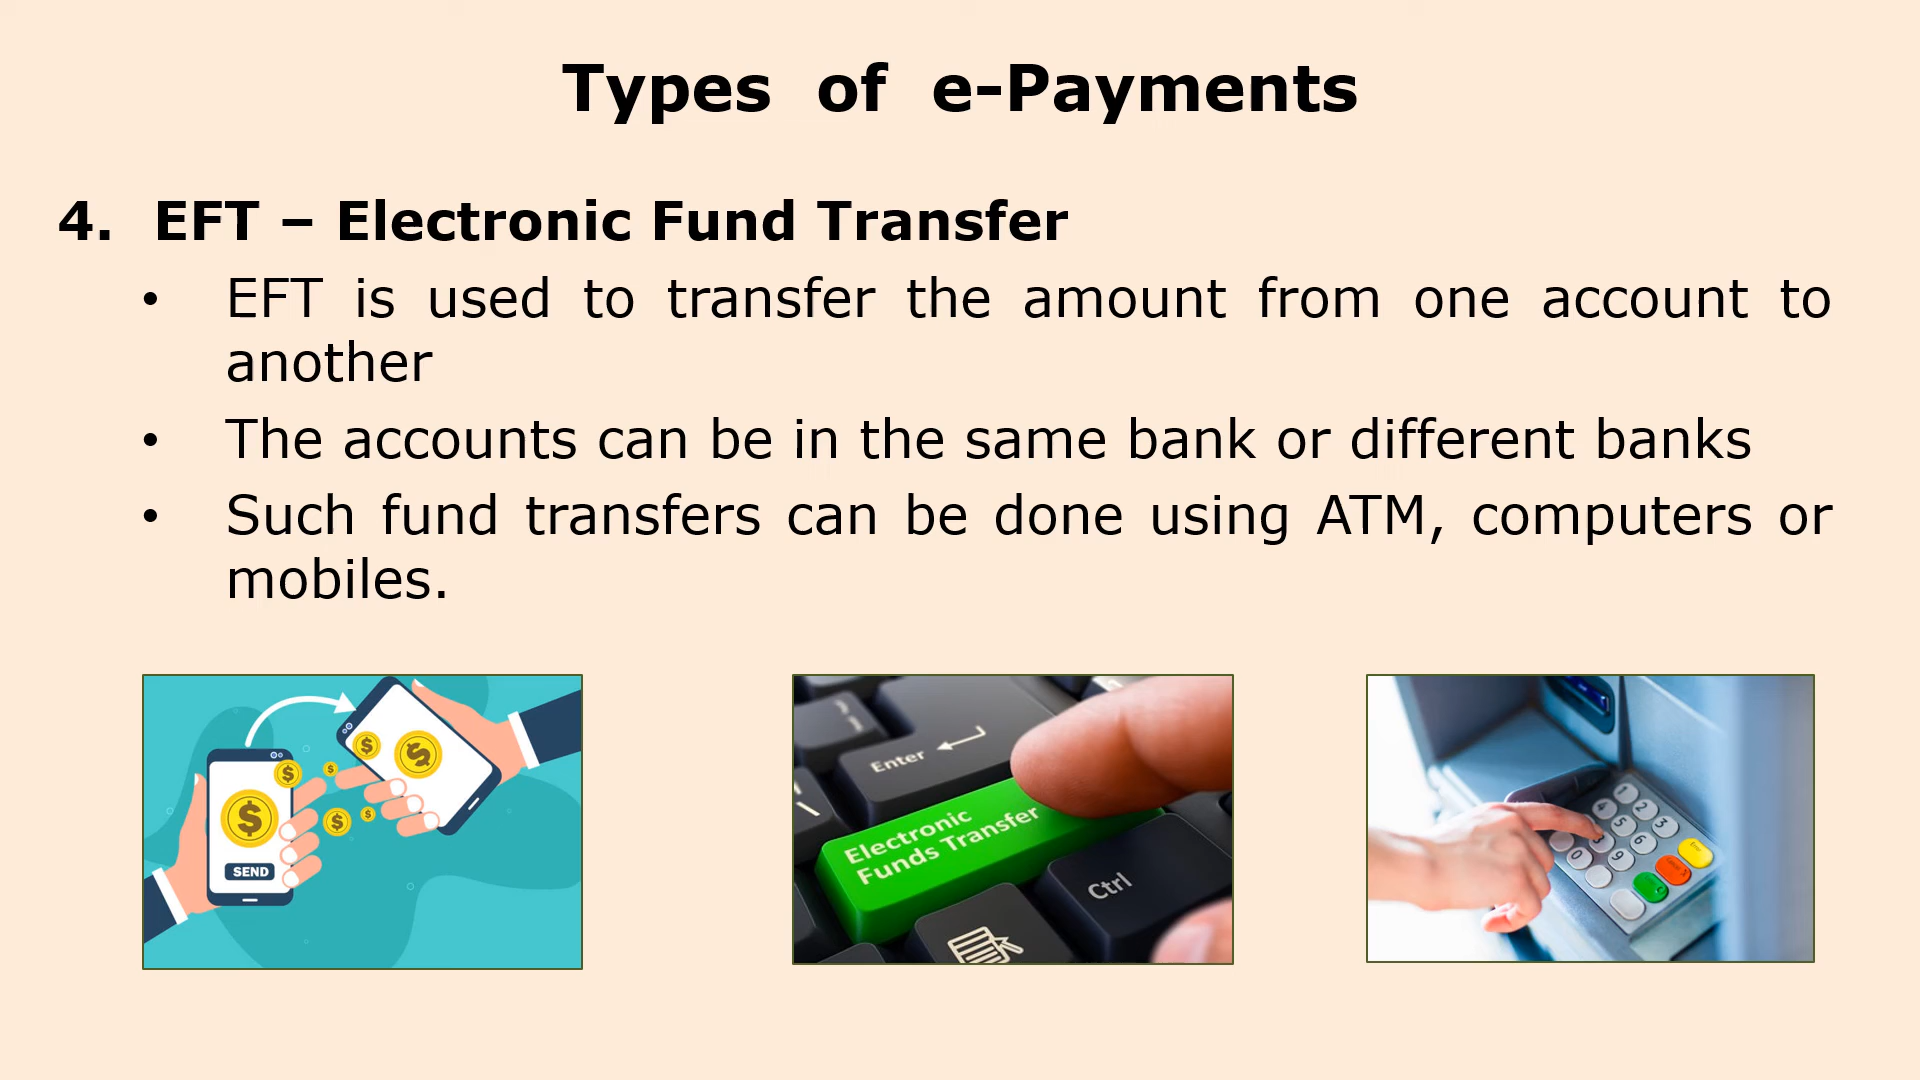 Types of e-Payments
4. EFT – Electronic Fund Transfer
• EFT is used to transfer the amount from one account to
another
• The accounts can be in the same bank or different banks
• Such fund transfers can be done using ATM, computers or
mobiles.
SEND
Enter
Electronic
Funds Transfer
Ctrl